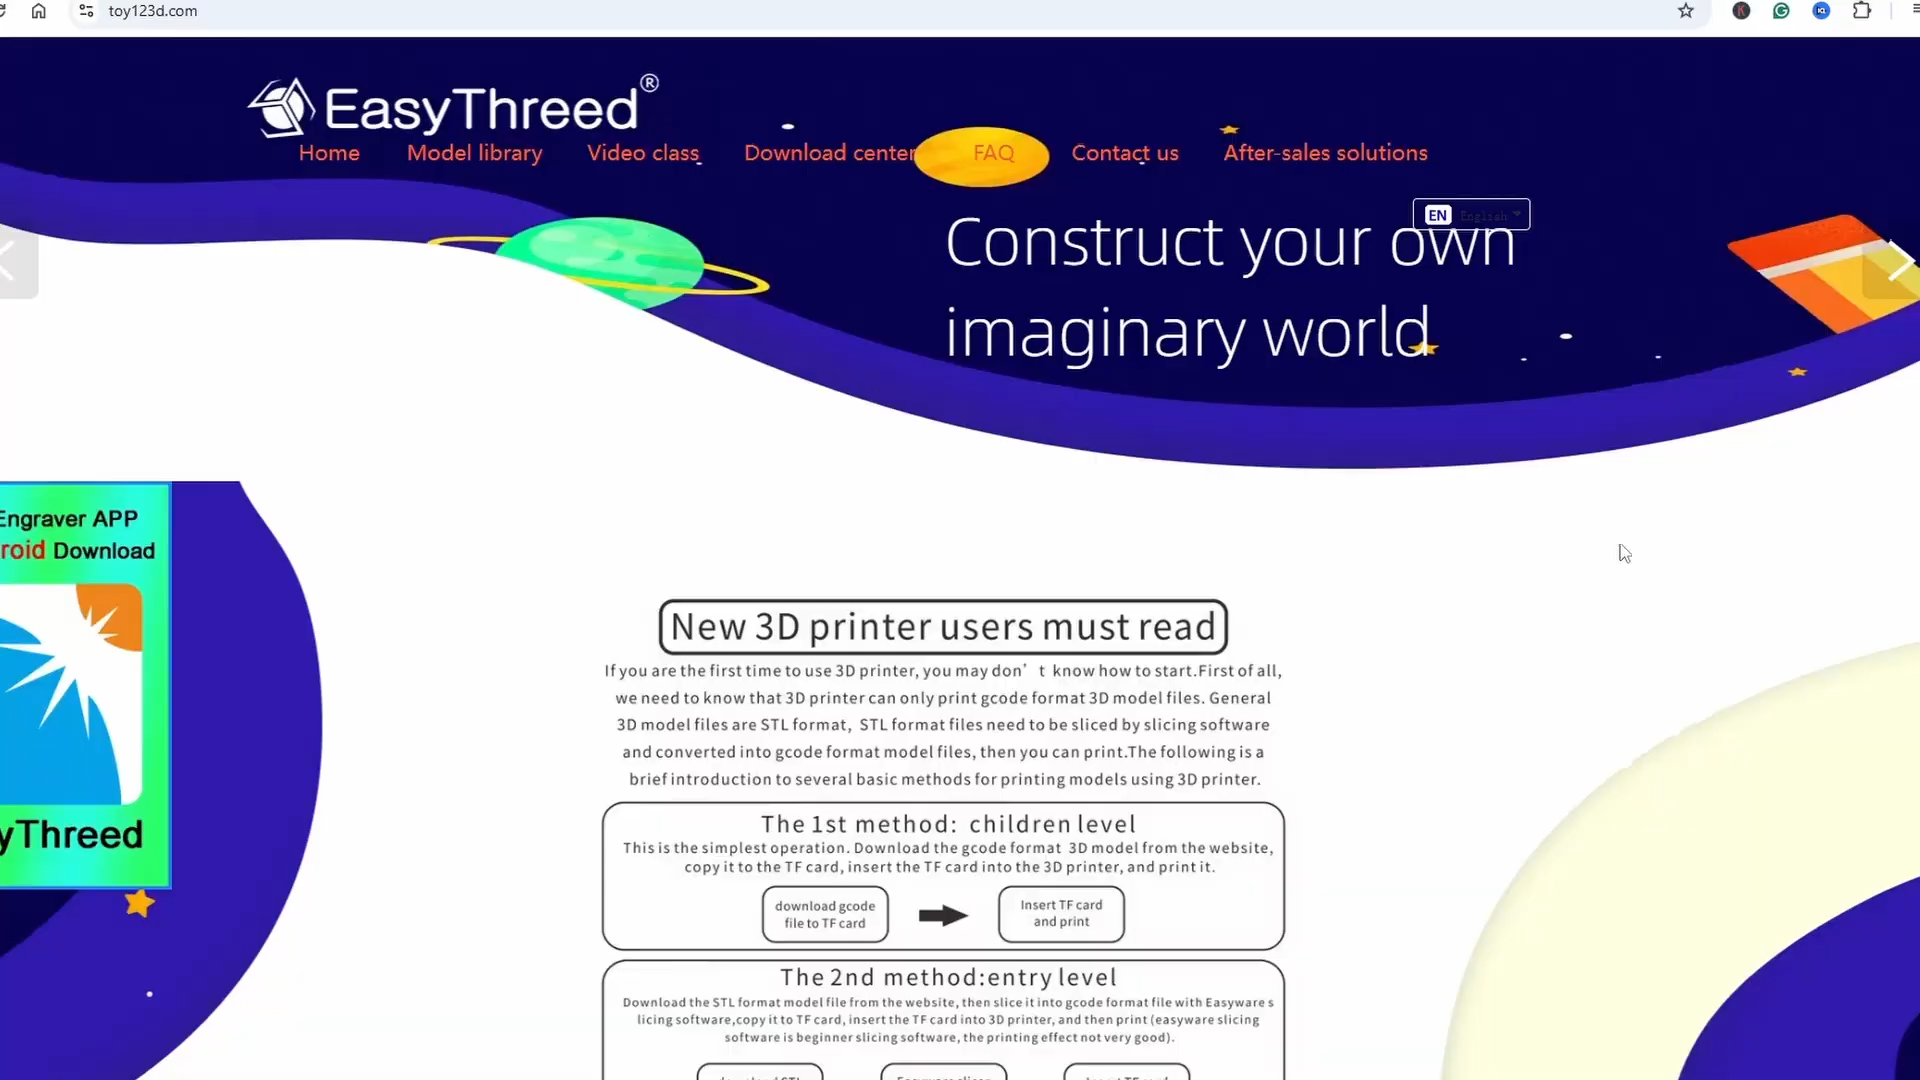 toy123d.com
EasyThreed®
Home Model library Video class Download center FAQ Contact us After-sales solutions
EN English
Construct your own
imaginary world
Engraver APP
roid Download
yThreed
New 3D printer users must read
If you are the first time to use 3D printer, you may don' t know how to start.First of all,
we need to know that 3D printer can only print gcode format 3D model files. General
3D model files are STL format, STL format files need to be sliced by slicing software
and converted into gcode format model files, then you can print.The following is a
brief introduction to several basic methods for printing models using 3D printer.
The 1st method: children level
This is the simplest operation. Download the gcode format 3D model from the website,
copy it to the TF card, insert the TF card into the 3D printer, and print it.
download gcode
file to TF card
Insert TF card
and print
The 2nd method:entry level
Download the STL format model file from the website, then slice it into gcode format file with Easyware s
licing software,copy it to TF card, insert the TF card into 3D printer, and then print (easyware slicing
software is beginner slicing software, the printing effect not very good).